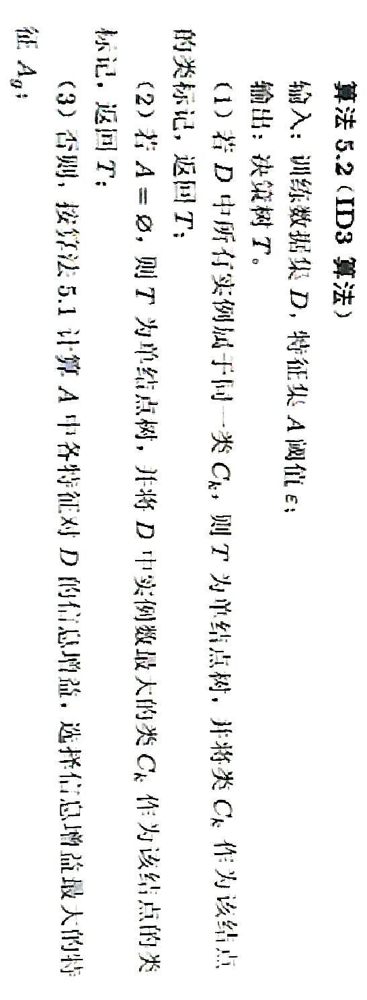 算法 5.2（ID3 算法）
输入：训练数据集 D，特征集 A 阈值 ε；
输出：决策树 T。
（1）若 D 中所有实例属于同一类 Cₖ，则 T 为单结点树，并将类 Cₖ 作为该结点
的类标记，返回 T；
（2）若 A = ∅，则 T 为单结点树，并将 D 中实例数最大的类 Cₖ 作为该结点的类
标记，返回 T；
（3）否则，按算法 5.1 计算 A 中各特征对 D 的信息增益，选择信息增益最大的特
征 A_g；